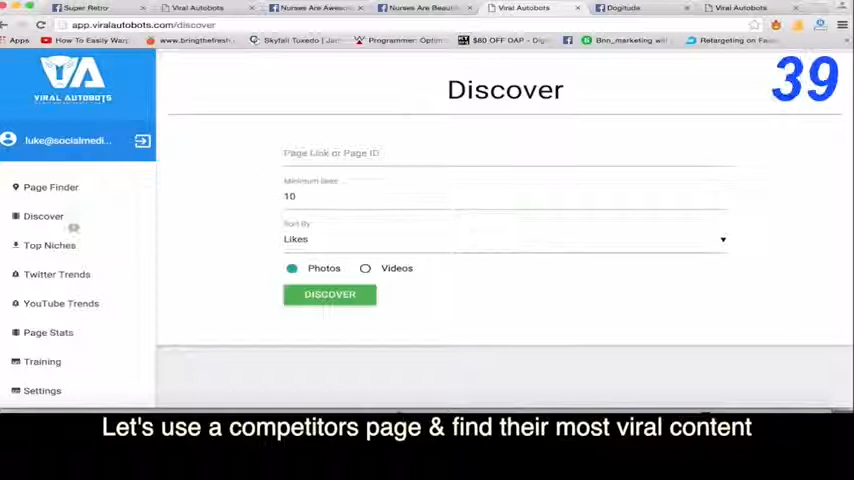 Super Retro
Viral Autobots
Nurses Are Awesom
Nurses Are Beaut
Viral Autobots
Dogitude
Viral Autobots
app.viralautobots.com/discover
Apps
How To Easily Warp
www.bringthefresh.
Skyfall Tuxedo | Jam
Programmer: Optim
$80 OFF OAP - Dig
Bnn_marketing wil
Retargeting on Fac
VIRAL AUTOBOTS
luke@socialmedi...
Page Finder
Discover
Top Niches
Twitter Trends
YouTube Trends
Page Stats
Training
Settings
Discover
39
Page Link or Page ID
Minimum likes
10
Sort By
Likes
Photos
Videos
DISCOVER
Let's use a competitors page & find their most viral content